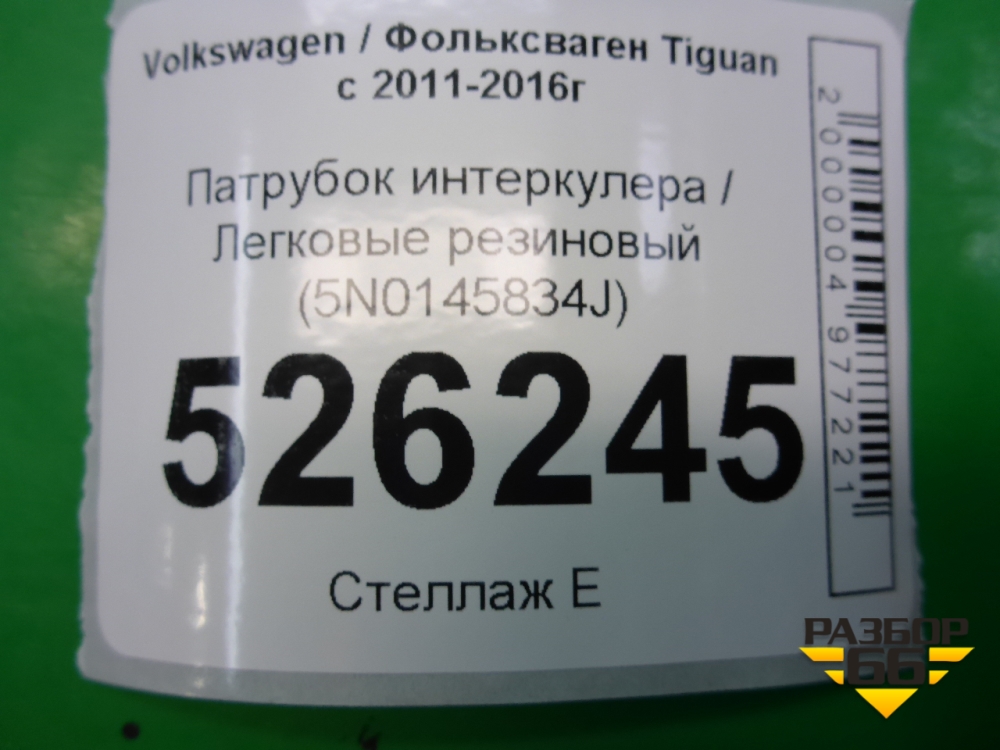 Volkswagen / Фольксваген Tiguan
с 2011-2016г
Патрубок интеркулера /
Легковые резиновый
(5N0145834J)
526245
Стеллаж Е
2000004977221
РАЗБОР
66